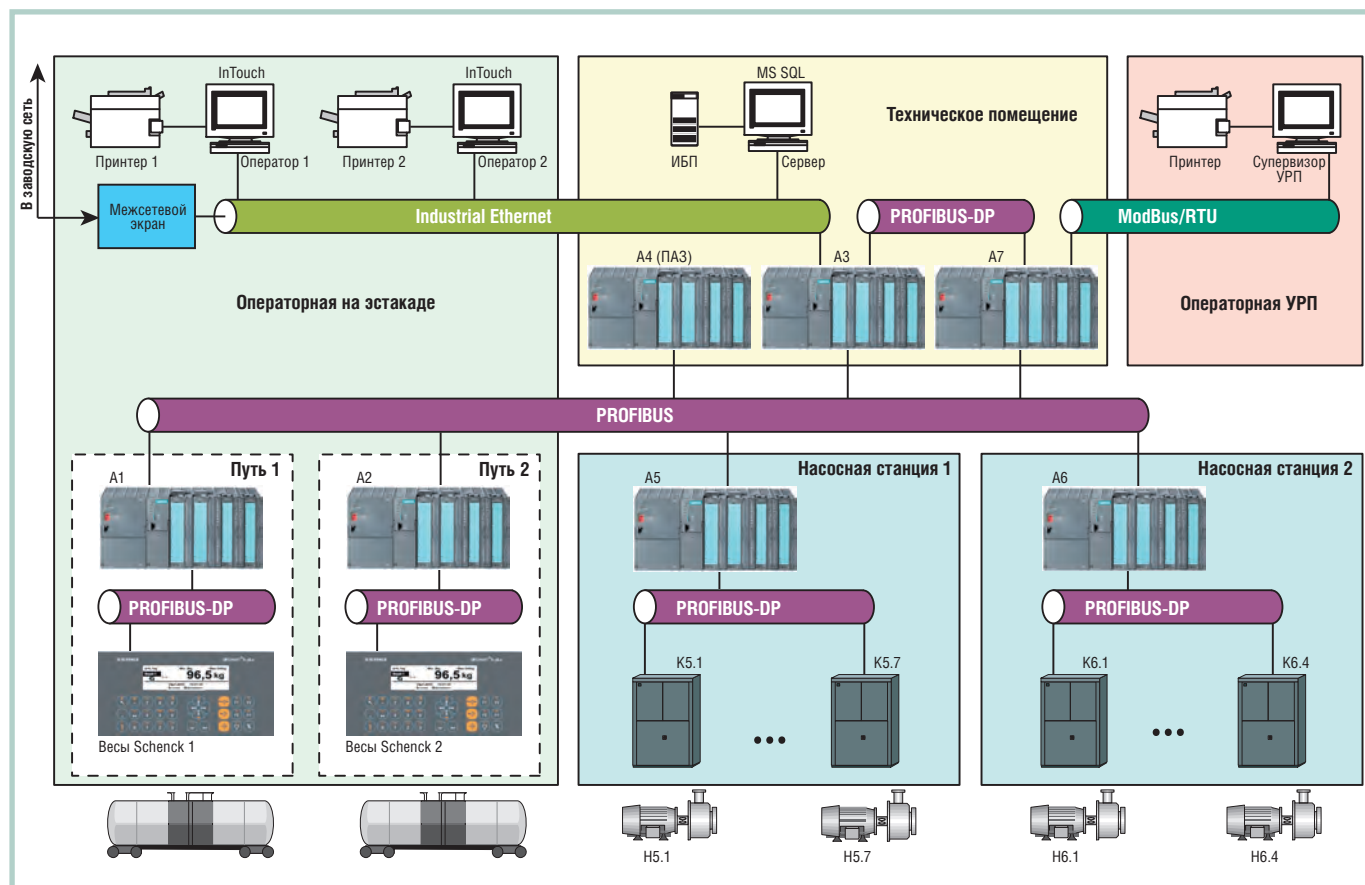 В заводскую сеть
InTouch
InTouch
MS SQL
Техническое помещение
Принтер 1
Оператор 1
Принтер 2
Оператор 2
ИБП
Сервер
Принтер
Супервизор
УРП
Межсетевой
экран
Industrial Ethernet
PROFIBUS-DP
ModBus/RTU
A4 (ПАЗ)
A3
A7
Операторная на эстакаде
Операторная УРП
PROFIBUS
Путь 1
Путь 2
Насосная станция 1
Насосная станция 2
A1
A2
A5
A6
PROFIBUS-DP
PROFIBUS-DP
PROFIBUS-DP
PROFIBUS-DP
SCHENCK
96,5 kg
SCHENCK
96,5 kg
K5.1
K5.7
K6.1
K6.4
Весы Schenck 1
Весы Schenck 2
H5.1
H5.7
H6.1
H6.4